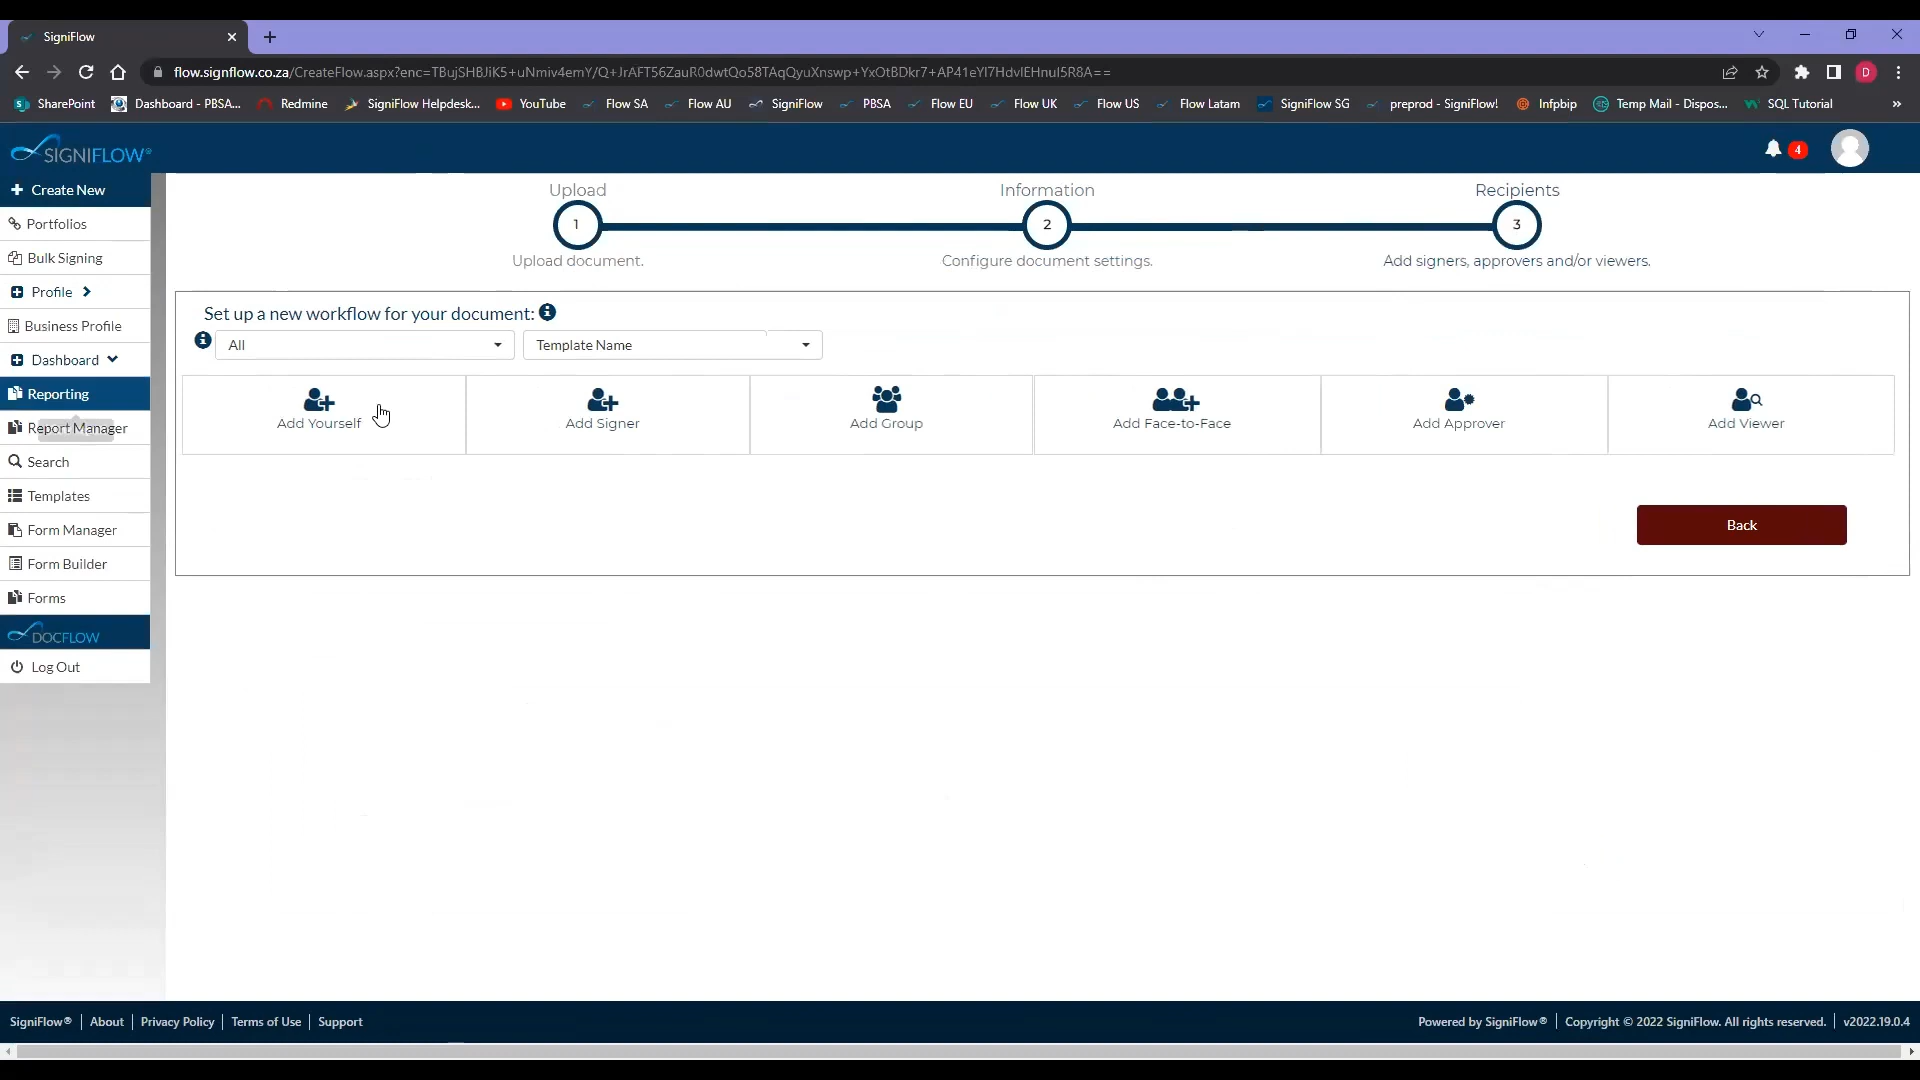 SigniFlow
flow.signflow.co.za/CreateFlow.aspx?enc=TBujSHBJiK5+uNmiv4emY/Q+JrAFT56ZauR0dwtQo58TAqQyuXnswp+YxOtBDkr7+AP41eYI7HdvIEHnuI5R8A==
D
SharePoint
Dashboard - PBSA...
Redmine
SigniFlow Helpdesk...
YouTube
Flow SA
Flow AU
SigniFlow
PBSA
Flow EU
Flow UK
Flow US
Flow Latam
SigniFlow SG
preprod - SigniFlow!
Infpbip
Temp Mail - Dispos...
SQL Tutorial
»
SIGNIFLOW®
4
Create New
Portfolios
Bulk Signing
Profile
Business Profile
Dashboard
Reporting
Report Manager
Search
Templates
Form Manager
Form Builder
Forms
DOCFLOW
Log Out
Upload
Information
Recipients
1
2
3
Upload document.
Configure document settings.
Add signers, approvers and/or viewers.
Set up a new workflow for your document:
All
Template Name
Add Yourself
Add Signer
Add Group
Add Face-to-Face
Add Approver
Add Viewer
Back
SigniFlow® | About | Privacy Policy | Terms of Use | Support
Powered by SigniFlow® | Copyright © 2022 SigniFlow. All rights reserved. | v2022.19.0.4